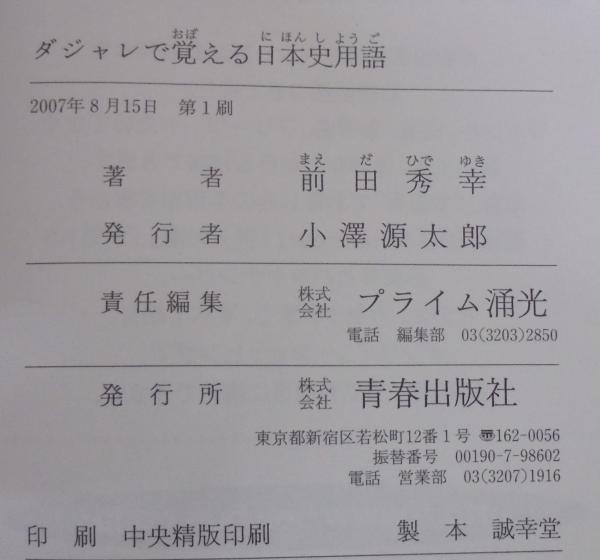 ダジャレで覚える日本史用語
2007年8月15日 第1刷
著者 前田秀幸
発行者 小澤源太郎
責任編集 株式会社 プライム涌光
電話 編集部 03(3203)2850
発行所 株式会社 青春出版社
東京都新宿区若松町12番1号 〠162-0056
振替番号 00190-7-98602
電話 営業部 03(3207)1916
印刷 中央精版印刷 製本 誠幸堂